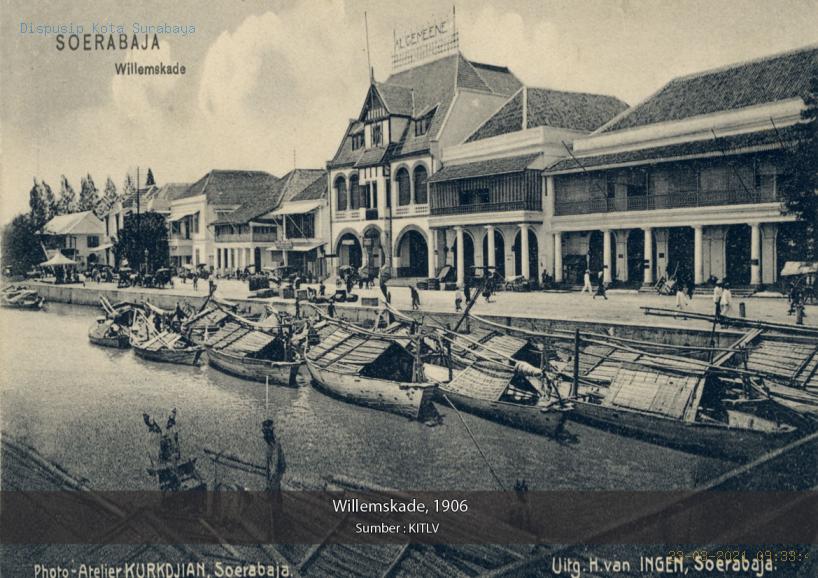 Dispusip Kota Surabaya
SOERABAJA
Willemskade
ALGEMEENE
Willemskade, 1906
Sumber : KITLV
Photo-Atelier KURKDJIAN, Soerabaja.
Uitg. H. van INGEN, Soerabaja.
23-03-2021 09:33:4